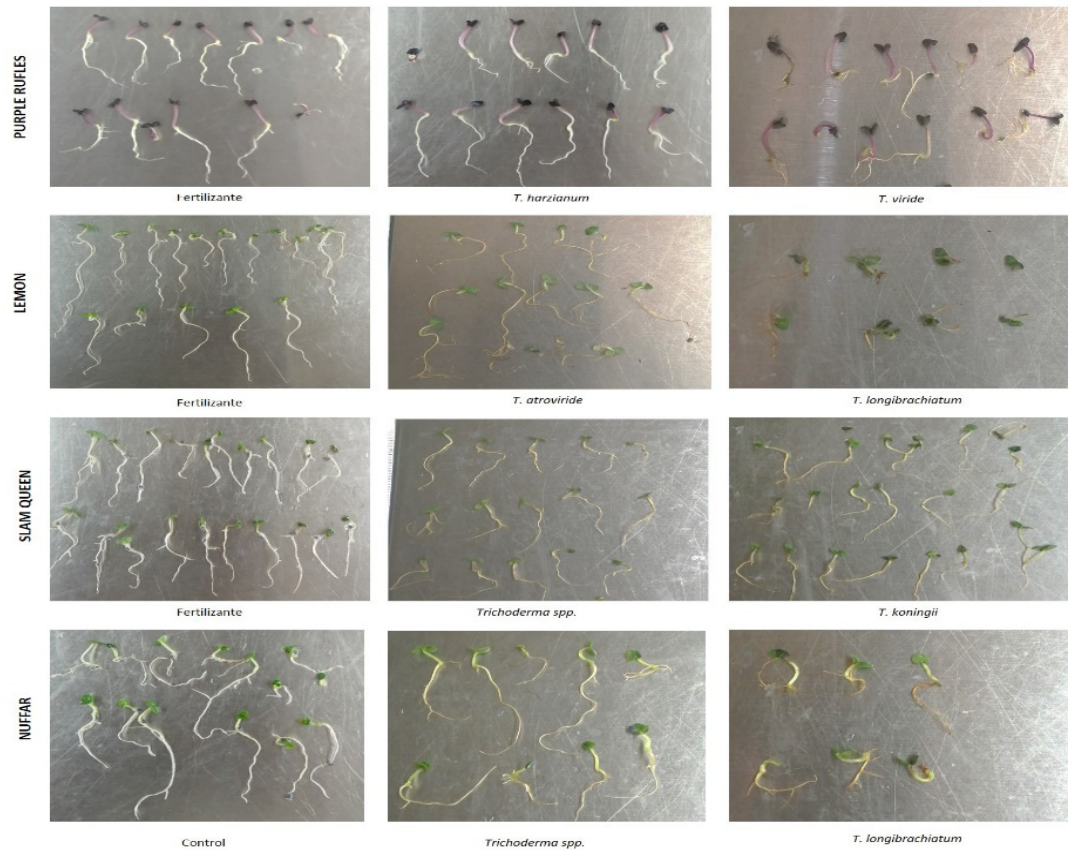 PURPLE RUFLES
Fertilizante
T. harzianum
T. viride
LEMON
Fertilizante
T. atroviride
T. longibrachiatum
SLAM QUEEN
Fertilizante
Trichoderma spp.
T. koningii
NUFFAR
Control
Trichoderma spp.
T. longibrachiatum